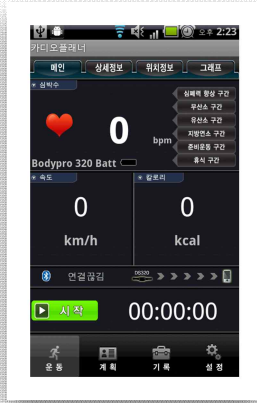 오후 2:23
카디오플래너
메인 상세정보 위치정보 그래프
심박수
심폐력 향상 구간
무산소 구간
유산소 구간
지방연소 구간
준비운동 구간
휴식 구간
0 bpm
Bodypro 320 Batt
속도 칼로리
0 0
km/h kcal
연결끊김 DS320
시작 00:00:00
운동 계획 기록 설정